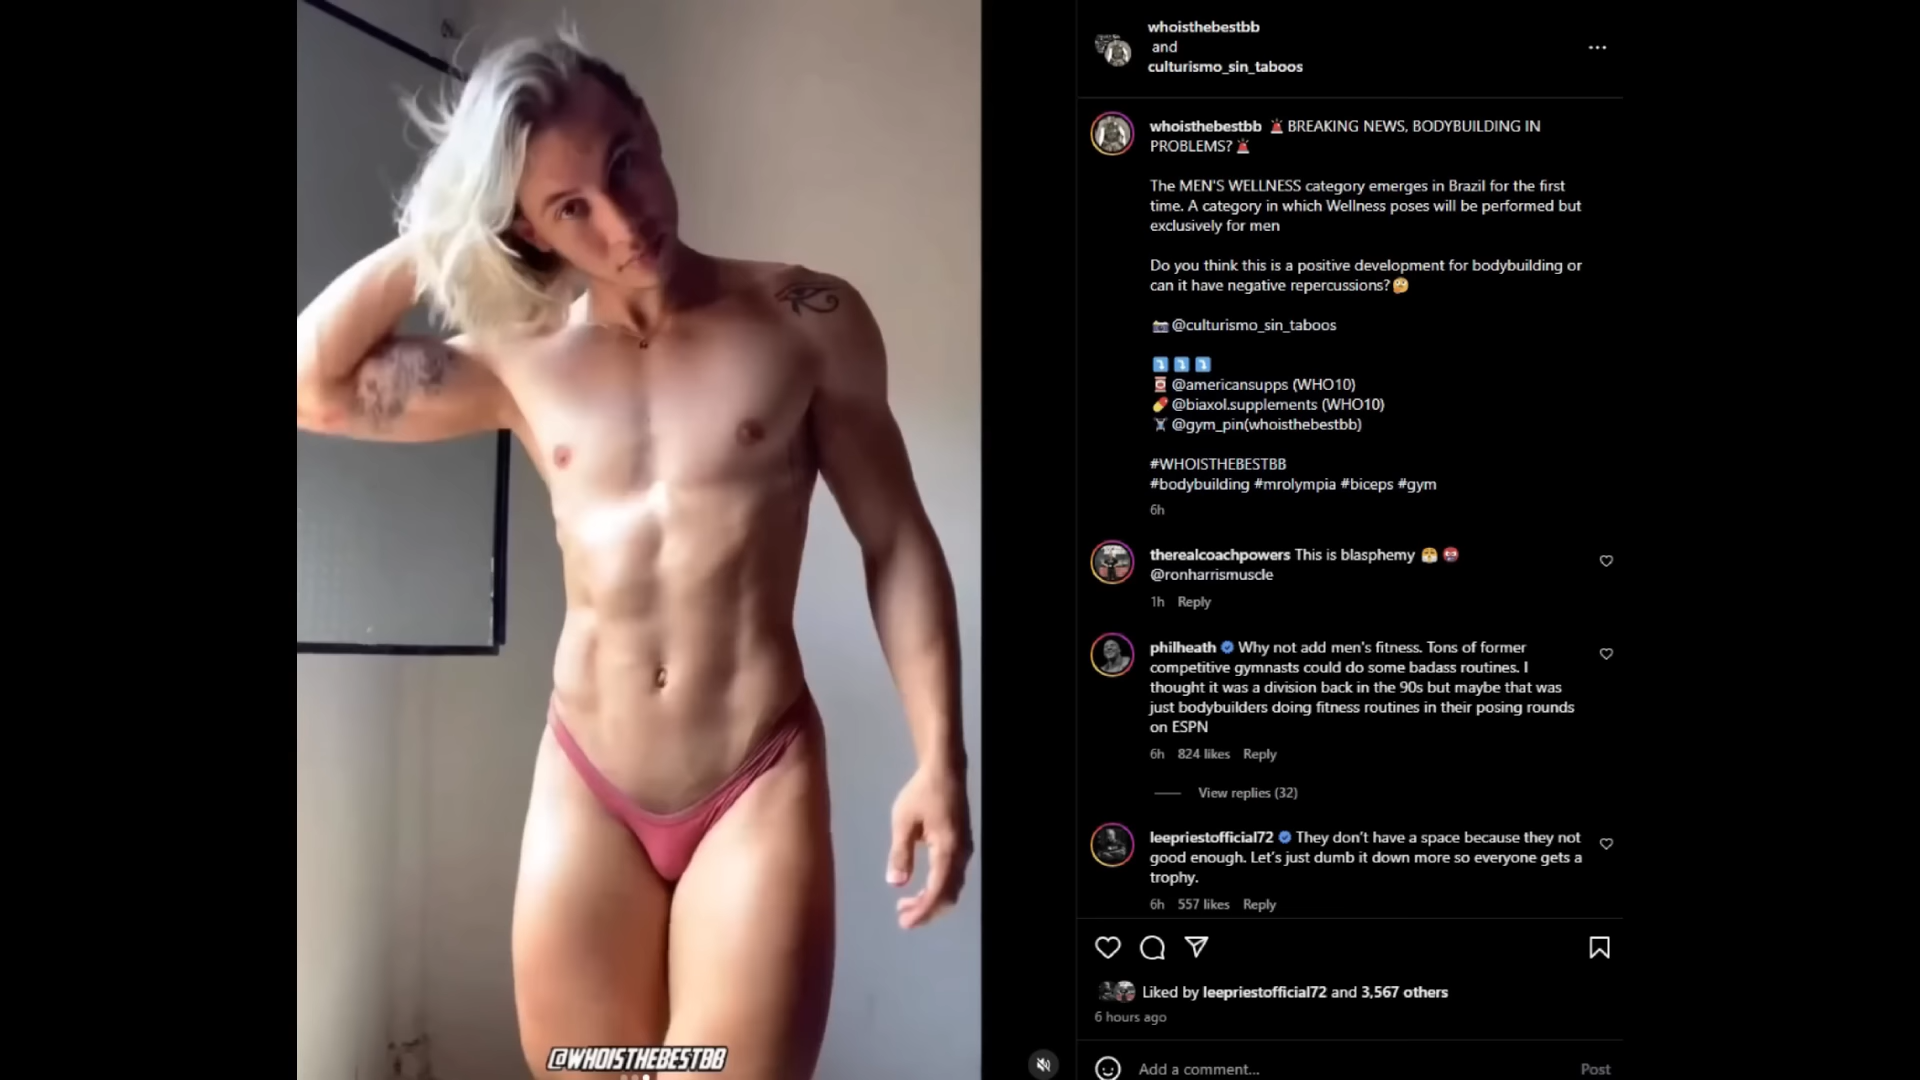 whoisthebestbb
and
culturismo_sin_taboos
whoisthebestbb 🚨BREAKING NEWS, BODYBUILDING IN
PROBLEMS?🚨
The MEN'S WELLNESS category emerges in Brazil for the first
time. A category in which Wellness poses will be performed but
exclusively for men
Do you think this is a positive development for bodybuilding or
can it have negative repercussions?🤔
📷 @culturismo_sin_taboos
⤵️⤵️⤵️
🥫 @americansupps (WHO10)
💊 @biaxol.supplements (WHO10)
🏋️ @gym_pin(whoisthebestbb)
#WHOISTHEBESTBB
#bodybuilding #mrolympia #biceps #gym
6h
therealcoachpowers This is blasphemy 😤 🤬
@ronharrismuscle
1h Reply
philheath Why not add men's fitness. Tons of former
competitive gymnasts could do some badass routines. I
thought it was a division back in the 90s but maybe that was
just bodybuilders doing fitness routines in their posing rounds
on ESPN
6h 824 likes Reply
View replies (32)
leepriestofficial72 They don't have a space because they not
good enough. Let's just dumb it down more so everyone gets a
trophy.
6h 557 likes Reply
Liked by leepriestofficial72 and 3,567 others
6 hours ago
Add a comment... Post
@WHOISTHEBESTBB